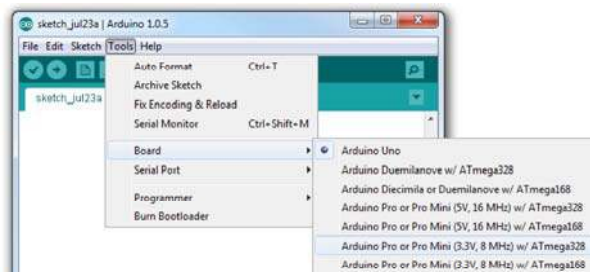 sketch_jul23a | Arduino 1.0.5
File Edit Sketch Tools Help
sketch_jul23a
Auto Format Ctrl+T
Archive Sketch
Fix Encoding & Reload
Serial Monitor Ctrl+Shift+M
Board
Serial Port
Programmer
Burn Bootloader
Arduino Uno
Arduino Duemilanove w/ ATmega328
Arduino Diecimila or Duemilanove w/ ATmega168
Arduino Pro or Pro Mini (5V, 16 MHz) w/ ATmega328
Arduino Pro or Pro Mini (5V, 16 MHz) w/ ATmega168
Arduino Pro or Pro Mini (3.3V, 8 MHz) w/ ATmega328
Arduino Pro or Pro Mini (3.3V, 8 MHz) w/ ATmega168